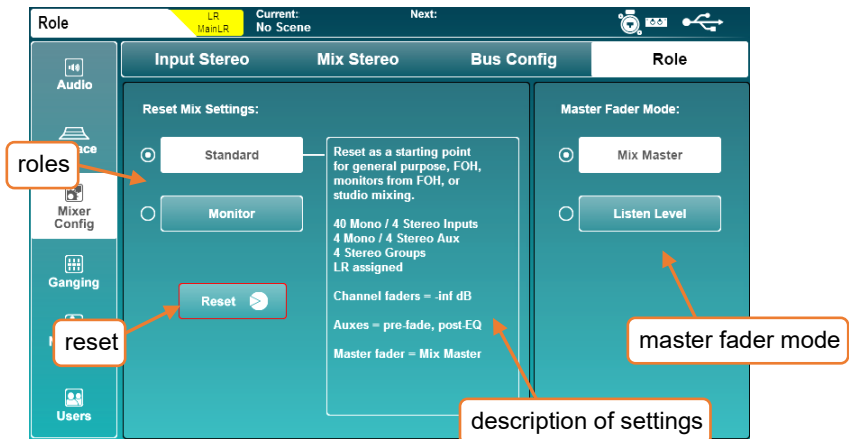 Role
LR
MainLR
Current:
No Scene
Next:
Input Stereo
Mix Stereo
Bus Config
Role
Audio
ace
Mixer
Config
Ganging
Users
Reset Mix Settings:
Standard
Monitor
Reset
Reset as a starting point
for general purpose, FOH,
monitors from FOH, or
studio mixing.
40 Mono / 4 Stereo Inputs
4 Mono / 4 Stereo Aux
4 Stereo Groups
LR assigned
Channel faders = -inf dB
Auxes = pre-fade, post-EQ
Master fader = Mix Master
Master Fader Mode:
Mix Master
Listen Level
roles
reset
description of settings
master fader mode